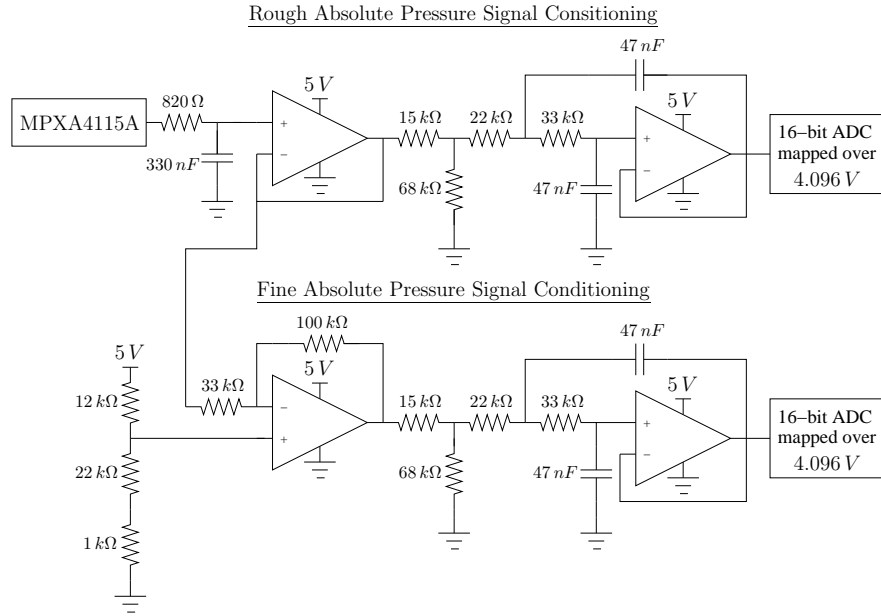 Rough Absolute Pressure Signal Consitioning
47 nF
5 V
5 V
820 Ω
MPXA4115A
15 kΩ
22 kΩ
33 kΩ
+
+
16−bit ADC
mapped over
4.096 V
−
−
330 nF
68 kΩ
47 nF
Fine Absolute Pressure Signal Conditioning
100 kΩ
47 nF
5 V
5 V
5 V
33 kΩ
12 kΩ
15 kΩ
22 kΩ
33 kΩ
−
+
16−bit ADC
mapped over
4.096 V
+
−
22 kΩ
68 kΩ
47 nF
1 kΩ